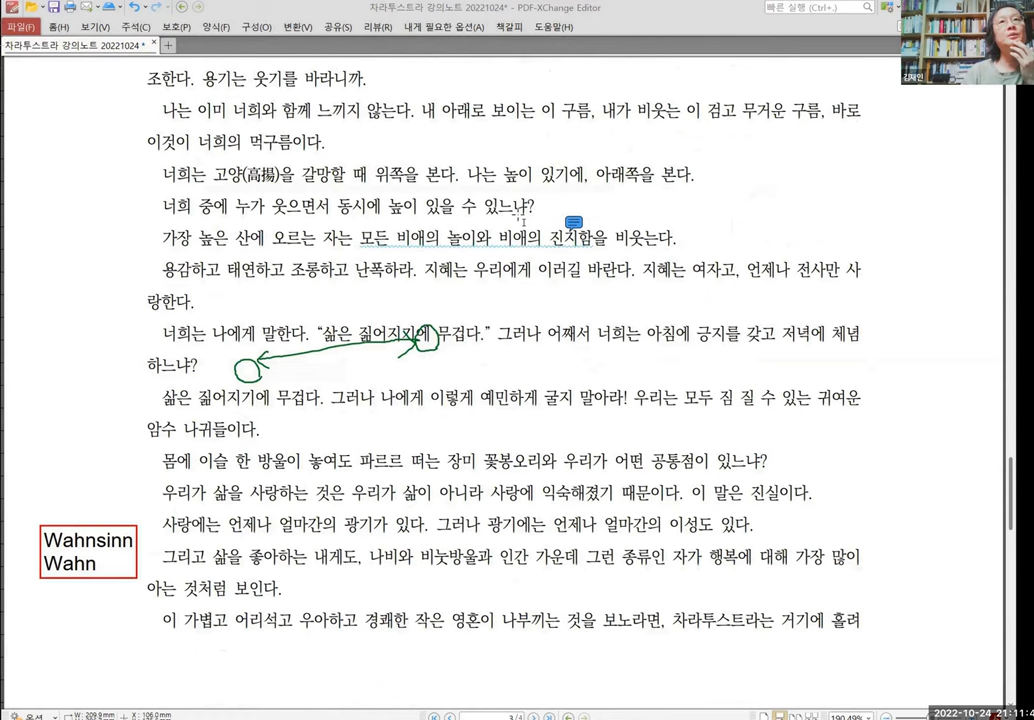 차라투스트라 강의노트 20221024* - PDF-XChange Editor
빠른 실행 (Ctrl+.)
파일(F) 홈(H) 보기(V) 주석(C) 보호(P) 양식(F) 구성(O) 변환(V) 공유(S) 리뷰(R) 내게 필요한 옵션(A) 책갈피 도움말(H)
차라투스트라 강의노트 20221024 *
김재인
조한다. 용기는 웃기를 바라니까.
나는 이미 너희와 함께 느끼지 않는다. 내 아래로 보이는 이 구름, 내가 비웃는 이 검고 무거운 구름, 바로
이것이 너희의 먹구름이다.
너희는 고양(高揚)을 갈망할 때 위쪽을 본다. 나는 높이 있기에, 아래쪽을 본다.
너희 중에 누가 웃으면서 동시에 높이 있을 수 있느냐?
가장 높은 산에 오르는 자는 모든 비애의 놀이와 비애의 진지함을 비웃는다.
용감하고 태연하고 조롱하고 난폭하라. 지혜는 우리에게 이러길 바란다. 지혜는 여자고, 언제나 전사만 사
랑한다.
너희는 나에게 말한다. “삶은 짊어지기에 무겁다.” 그러나 어째서 너희는 아침에 긍지를 갖고 저녁에 체념
하느냐?
삶은 짊어지기에 무겁다. 그러나 나에게 이렇게 예민하게 굴지 말아라! 우리는 모두 짐 질 수 있는 귀여운
암수 나귀들이다.
몸에 이슬 한 방울이 놓여도 파르르 떠는 장미 꽃봉오리와 우리가 어떤 공통점이 있느냐?
우리가 삶을 사랑하는 것은 우리가 삶이 아니라 사랑에 익숙해졌기 때문이다. 이 말은 진실이다.
사랑에는 언제나 얼마간의 광기가 있다. 그러나 광기에는 언제나 얼마간의 이성도 있다.
Wahnsinn
Wahn
그리고 삶을 좋아하는 내게도, 나비와 비눗방울과 인간 가운데 그런 종류인 자가 행복에 대해 가장 많이
아는 것처럼 보인다.
이 가볍고 어리석고 우아하고 경쾌한 작은 영혼이 나부끼는 것을 보노라면, 차라투스트라는 거기에 홀려
옵션 W: 209.9mm X: 106.0mm 3/4 190.49% 2022-10-24 21:11:4